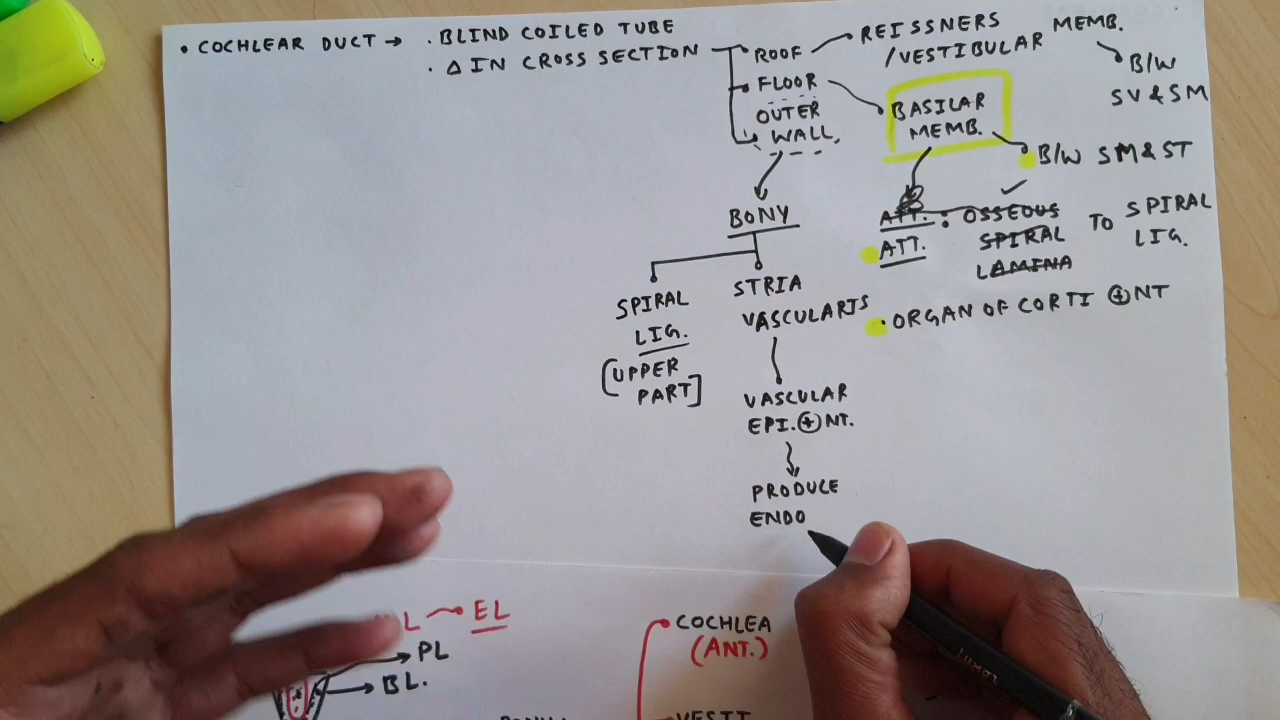 • COCHLEAR DUCT → . BLIND COILED TUBE
. Δ IN CROSS SECTION
ROOF
REISSNERS MEMB.
/VESTIBULAR
B/W
SV & SM
FLOOR
BASILAR
MEMB.
B/W SM & ST
OUTER
WALL
BONY
ATT. : OSSEOUS
SPIRAL
LAMINA
TO SPIRAL
LIG.
ATT.
SPIRAL
LIG.
[UPPER
PART]
STRIA
VASCULARIS
• ORGAN OF CORTI ⊕NT
VASCULAR
EPI.⊕NT.
PRODUCE
ENDO
EL
PL
BL.
COCHLEA
(ANT.)